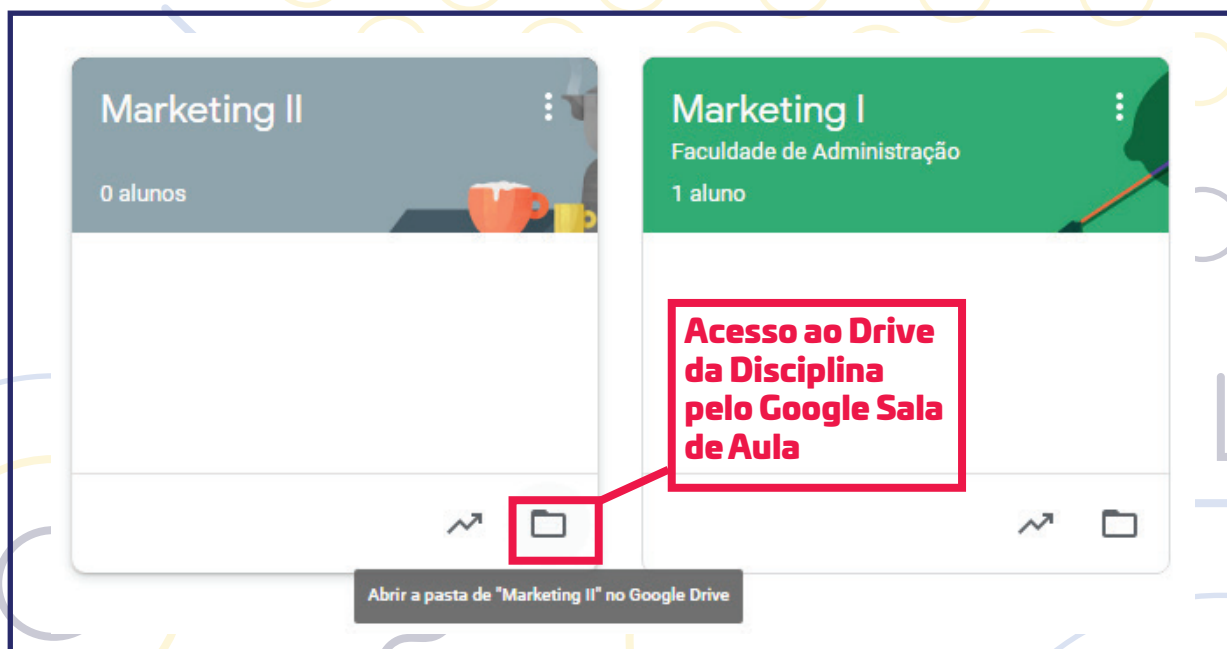 Marketing II
0 alunos
Marketing I
Faculdade de Administração
1 aluno
Acesso ao Drive
da Disciplina
pelo Google Sala
de Aula
Abrir a pasta de "Marketing II" no Google Drive